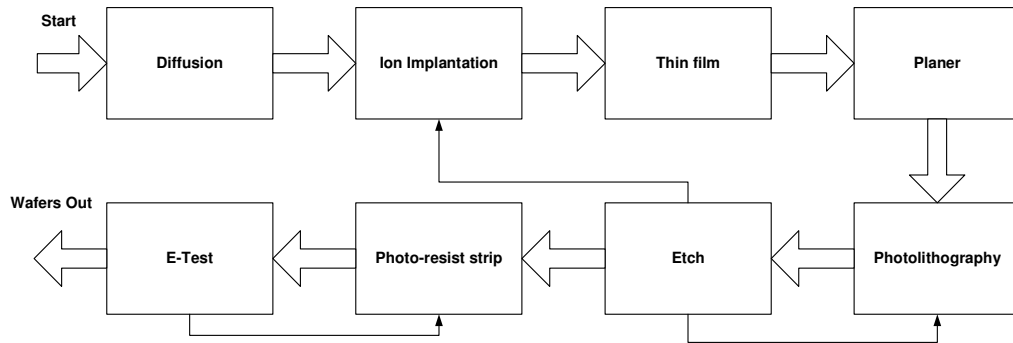 Start
Diffusion
Ion Implantation
Thin film
Planer
Wafers Out
E-Test
Photo-resist strip
Etch
Photolithography